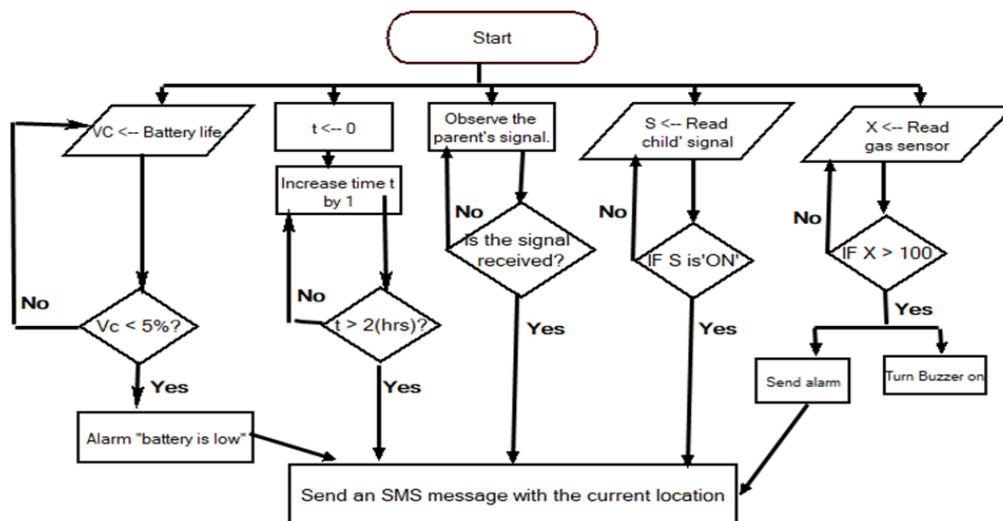 Start
VC <-- Battery life
t <-- 0
Observe the
parent's signal.
S <-- Read
child' signal
X <-- Read
gas sensor
Increase time t
by 1
No
Is the signal
received?
No
IF S is'ON'
No
IF X > 100
No
Vc < 5%?
No
t > 2(hrs)?
Yes
Yes
Yes
Yes
Yes
Send alarm
Turn Buzzer on
Alarm "battery is low"
Send an SMS message with the current location